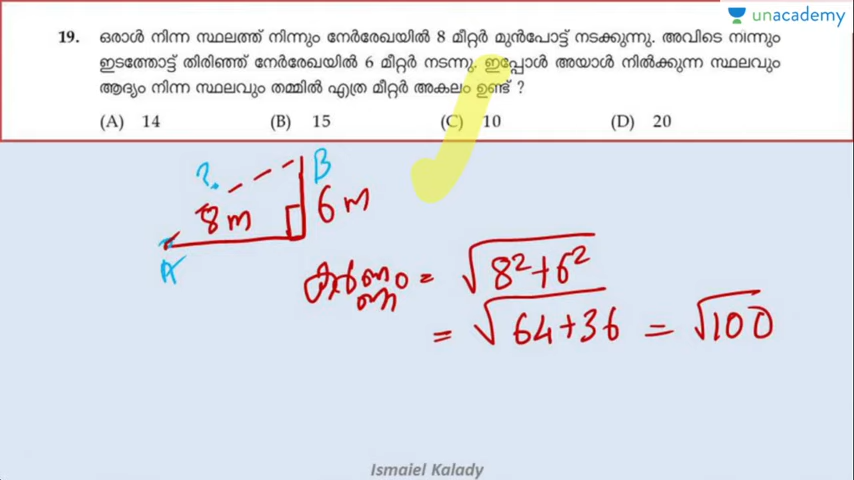 unacademy
19. ഒരാൾ നിന്ന സ്ഥലത്ത് നിന്നും നേർരേഖയിൽ 8 മീറ്റർ മുൻപോട്ട് നടക്കുന്നു. അവിടെ നിന്നും
ഇടത്തോട്ട് തിരിഞ്ഞ് നേർരേഖയിൽ 6 മീറ്റർ നടന്നു. ഇപ്പോൾ അയാൾ നിൽക്കുന്ന സ്ഥലവും
ആദ്യം നിന്ന സ്ഥലവും തമ്മിൽ എത്ര മീറ്റർ അകലം ഉണ്ട് ?
(A) 14 (B) 15 (C) 10 (D) 20
? B
8m 6m
A
കർണ്ണം = √8²+6²
= √64+36 = √100
Ismaiel Kalady